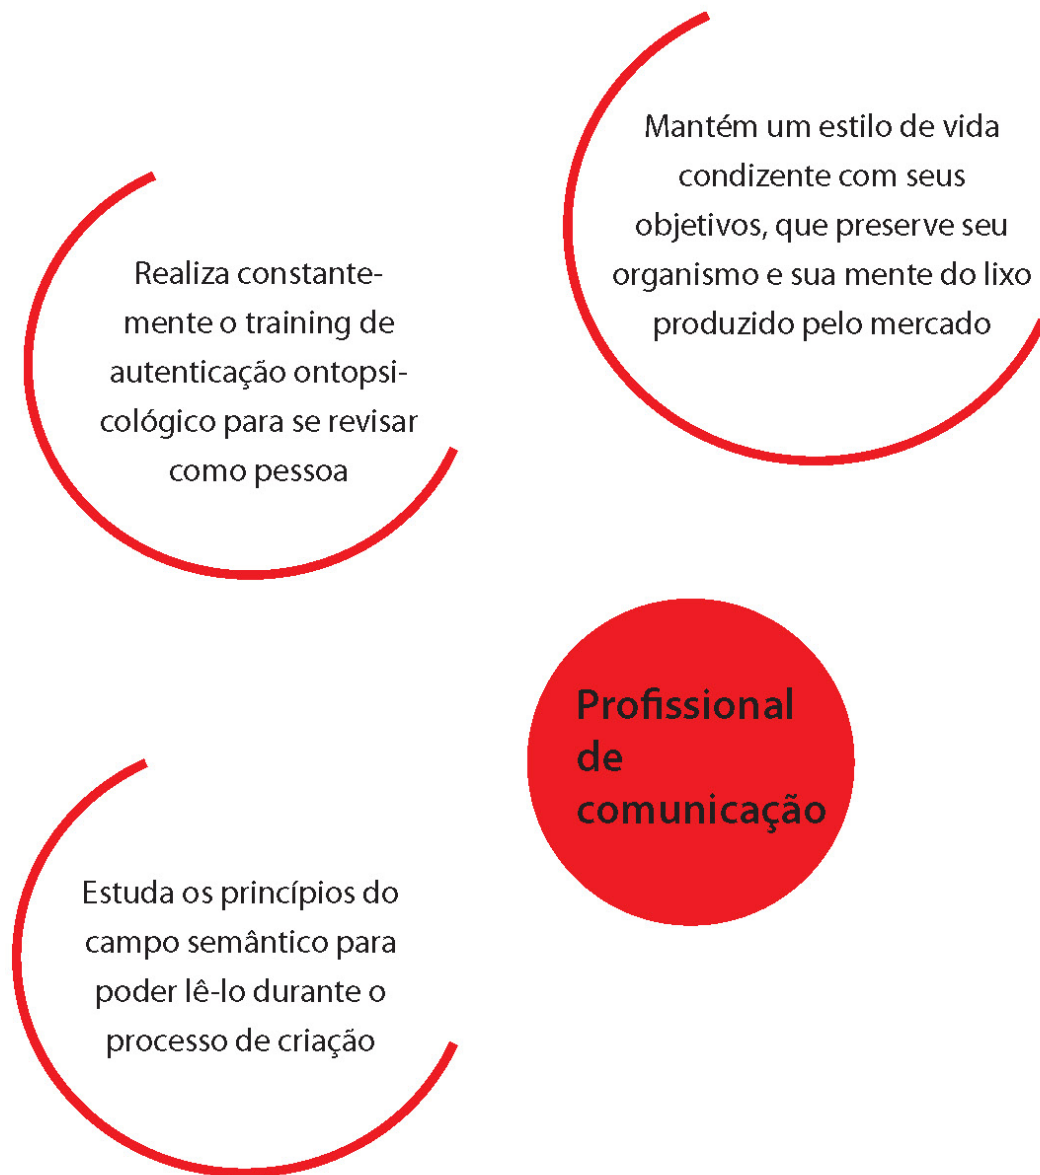 Mantém um estilo de vida
condizente com seus
objetivos, que preserve seu
organismo e sua mente do lixo
produzido pelo mercado
Realiza constante-
mente o training de
autenticação ontopsi-
cológico para se revisar
como pessoa
Profissional
de
comunicação
Estuda os princípios do
campo semântico para
poder lê-lo durante o
processo de criação